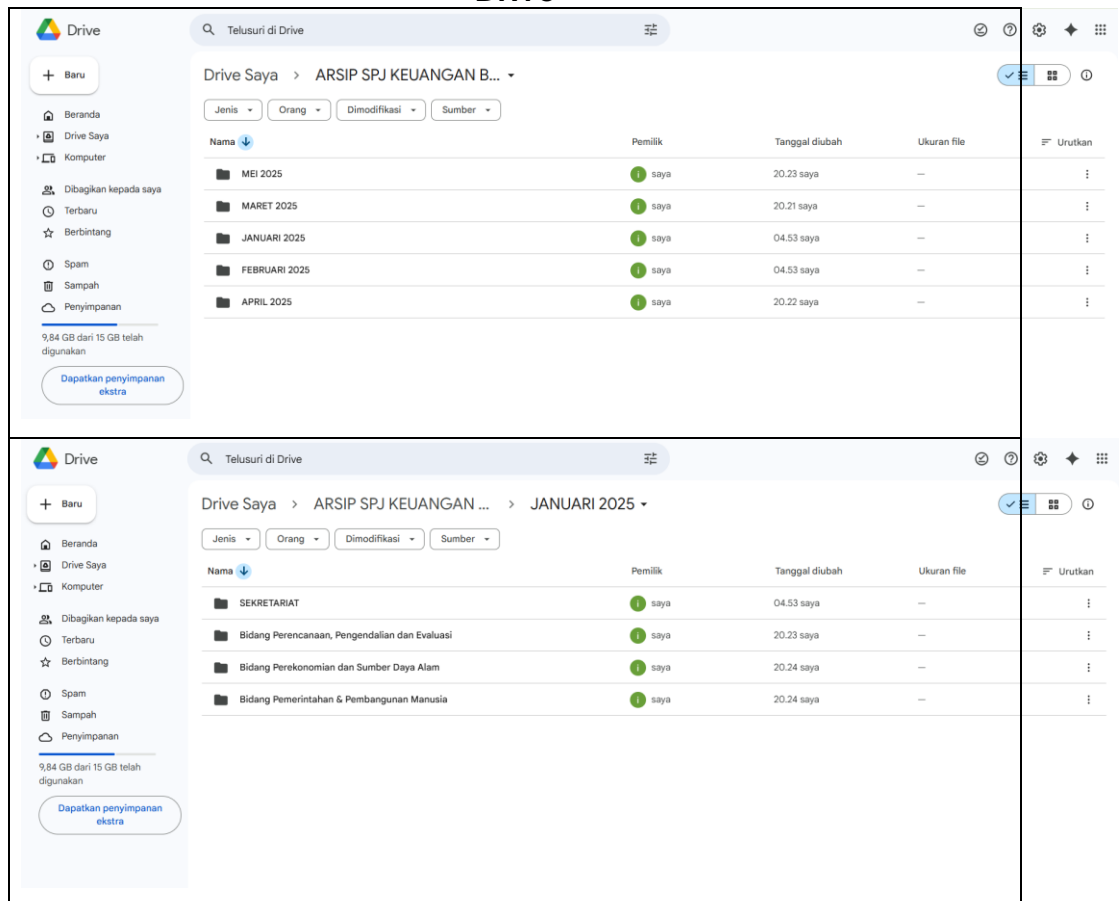 Drive
Telusuri di Drive
Baru
Drive Saya > ARSIP SPJ KEUANGAN B...
Jenis Orang Dimodifikasi Sumber
Beranda
Drive Saya
Komputer
Dibagikan kepada saya
Terbaru
Berbintang
Spam
Sampah
Penyimpanan
9,84 GB dari 15 GB telah
digunakan
Dapatkan penyimpanan
ekstra
Nama Pemilik Tanggal diubah Ukuran file Urutkan
MEI 2025 i saya 20.23 saya —
MARET 2025 i saya 20.21 saya —
JANUARI 2025 i saya 04.53 saya —
FEBRUARI 2025 i saya 04.53 saya —
APRIL 2025 i saya 20.22 saya —
Drive
Telusuri di Drive
Baru
Drive Saya > ARSIP SPJ KEUANGAN ... > JANUARI 2025
Jenis Orang Dimodifikasi Sumber
Beranda
Drive Saya
Komputer
Dibagikan kepada saya
Terbaru
Berbintang
Spam
Sampah
Penyimpanan
9,84 GB dari 15 GB telah
digunakan
Dapatkan penyimpanan
ekstra
Nama Pemilik Tanggal diubah Ukuran file Urutkan
SEKRETARIAT i saya 04.53 saya —
Bidang Perencanaan, Pengendalian dan Evaluasi i saya 20.23 saya —
Bidang Perekonomian dan Sumber Daya Alam i saya 20.24 saya —
Bidang Pemerintahan & Pembangunan Manusia i saya 20.24 saya —